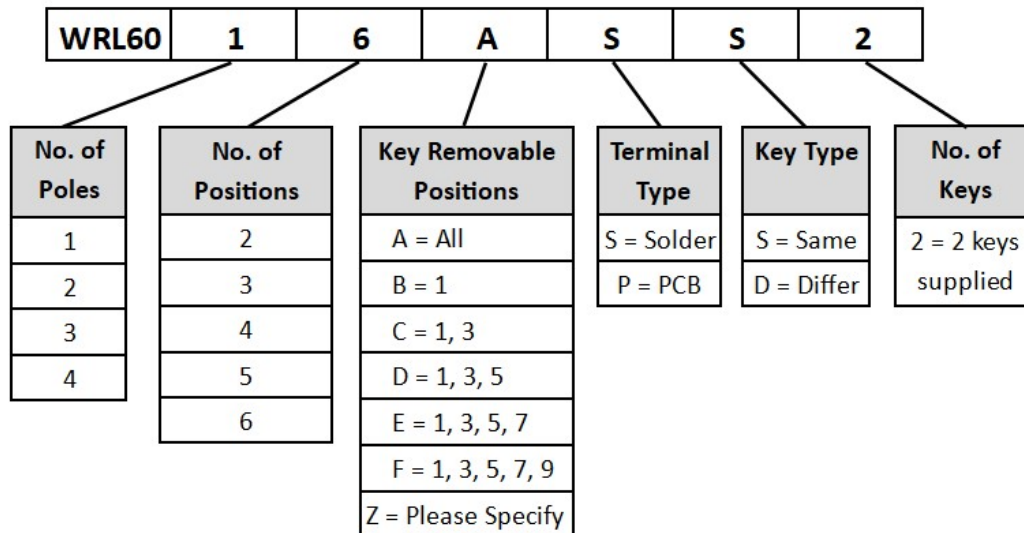 WRL60 1 6 A S S 2
No. of
Poles
1
2
3
4
No. of
Positions
2
3
4
5
6
Key Removable
Positions
A = All
B = 1
C = 1, 3
D = 1, 3, 5
E = 1, 3, 5, 7
F = 1, 3, 5, 7, 9
Z = Please Specify
Terminal
Type
S = Solder
P = PCB
Key Type
S = Same
D = Differ
No. of
Keys
2 = 2 keys
supplied